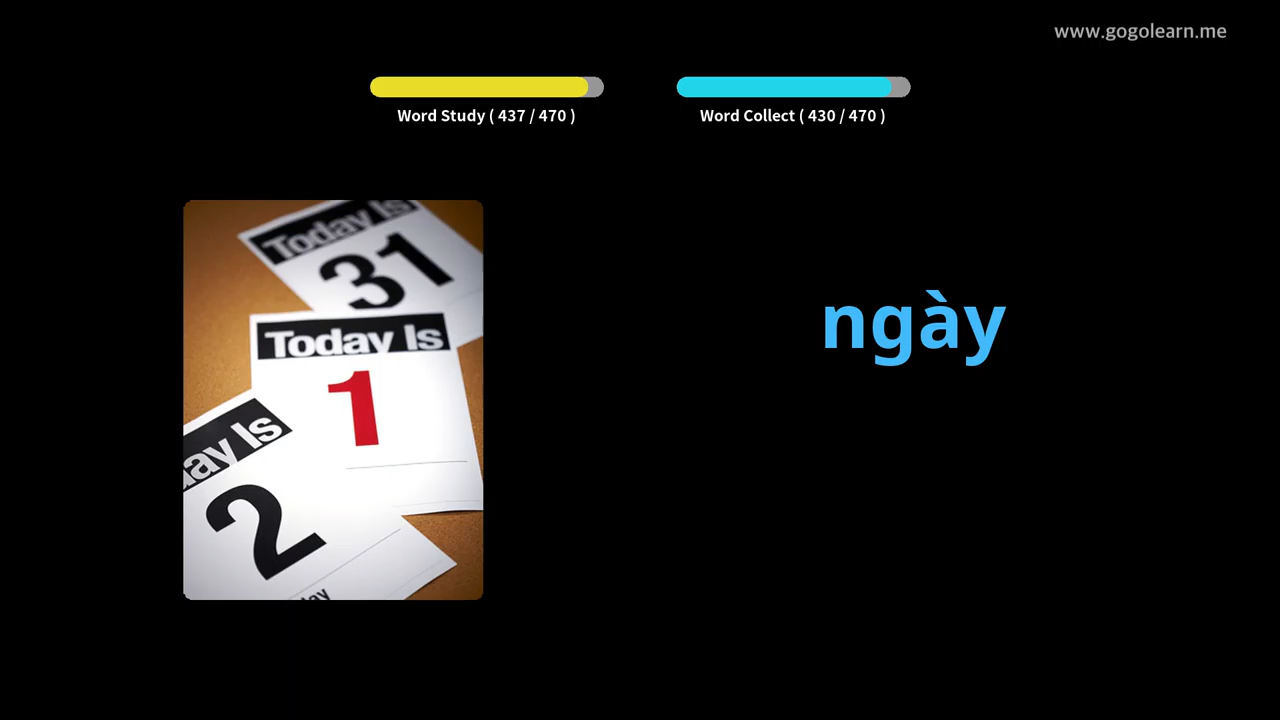 www.gogolearn.me
Word Study ( 437 / 470 )
Word Collect ( 430 / 470 )
Today Is
31
Today Is
1
ay Is
2
ay
ngày